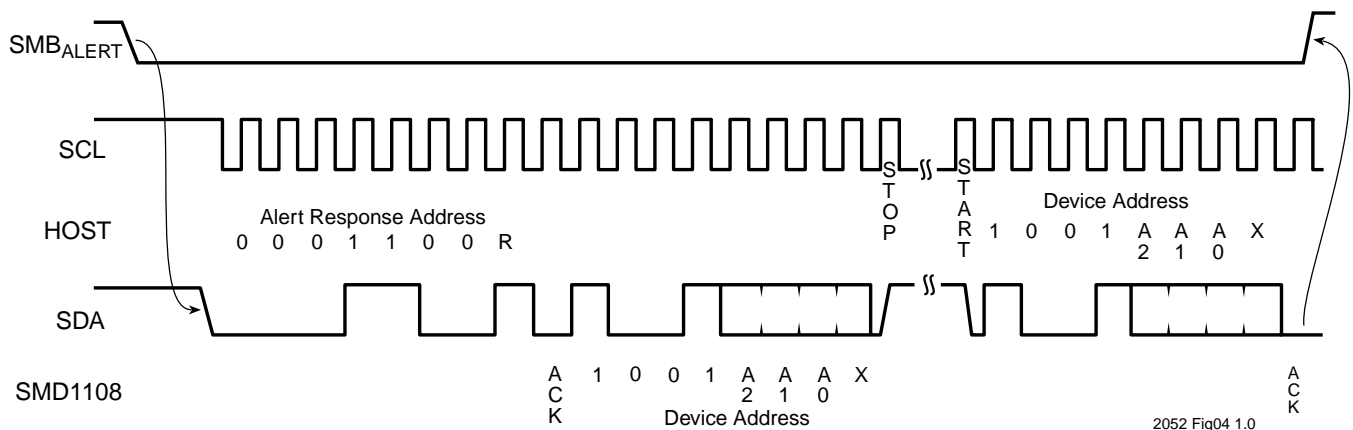 SMBALERT
SCL
STOP
START
HOST
Alert Response Address
0 0 0 1 1 0 0 R
Device Address
1 0 0 1 A2 A1 A0 X
SDA
SMD1108
ACK 1 0 0 1 A2 A1 A0 X
Device Address
ACK
2052 Fig04 1.0